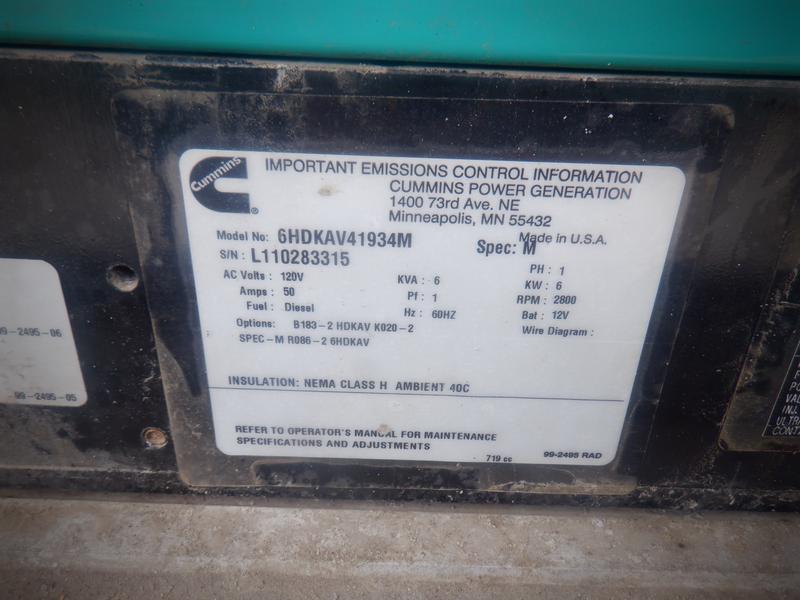 Cummins
IMPORTANT EMISSIONS CONTROL INFORMATION
CUMMINS POWER GENERATION
1400 73rd Ave. NE
Minneapolis, MN 55432
Made in U.S.A.
Model No: 6HDKAV41934M Spec: M
S/N: L110283315
AC Volts: 120V KVA: 6 PH: 1
Amps: 50 Pf: 1 KW: 6
Fuel: Diesel Hz: 60HZ RPM: 2800
Bat: 12V
Options: B183-2 HDKAV K020-2 Wire Diagram:
SPEC-M R086-2 6HDKAV
INSULATION: NEMA CLASS H AMBIENT 40C
REFER TO OPERATOR'S MANUAL FOR MAINTENANCE
SPECIFICATIONS AND ADJUSTMENTS
719 cc 99-2495 RAD
99-2495-06
99-2495-05